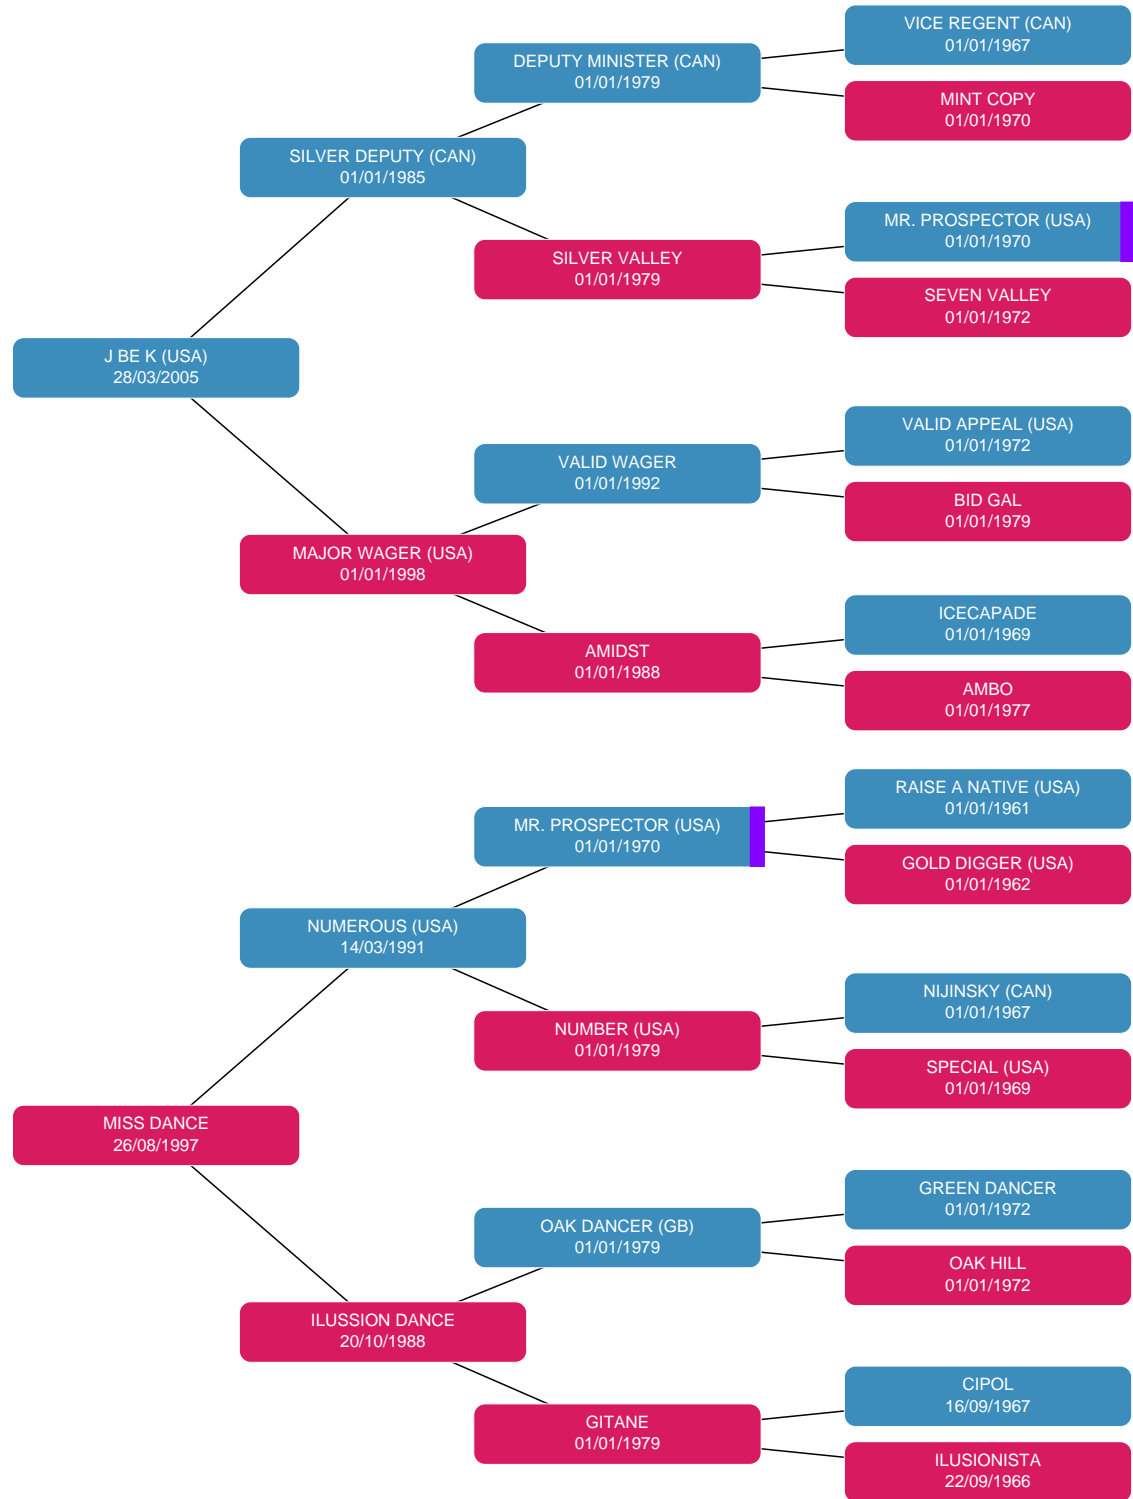 VICE REGENT (CAN)
01/01/1967
DEPUTY MINISTER (CAN)
01/01/1979
MINT COPY
01/01/1970
SILVER DEPUTY (CAN)
01/01/1985
MR. PROSPECTOR (USA)
01/01/1970
SILVER VALLEY
01/01/1979
SEVEN VALLEY
01/01/1972
J BE K (USA)
28/03/2005
VALID APPEAL (USA)
01/01/1972
VALID WAGER
01/01/1992
BID GAL
01/01/1979
MAJOR WAGER (USA)
01/01/1998
ICECAPADE
01/01/1969
AMIDST
01/01/1988
AMBO
01/01/1977
RAISE A NATIVE (USA)
01/01/1961
MR. PROSPECTOR (USA)
01/01/1970
GOLD DIGGER (USA)
01/01/1962
NUMEROUS (USA)
14/03/1991
NIJINSKY (CAN)
01/01/1967
NUMBER (USA)
01/01/1979
SPECIAL (USA)
01/01/1969
MISS DANCE
26/08/1997
GREEN DANCER
01/01/1972
OAK DANCER (GB)
01/01/1979
OAK HILL
01/01/1972
ILUSSION DANCE
20/10/1988
CIPOL
16/09/1967
GITANE
01/01/1979
ILUSIONISTA
22/09/1966